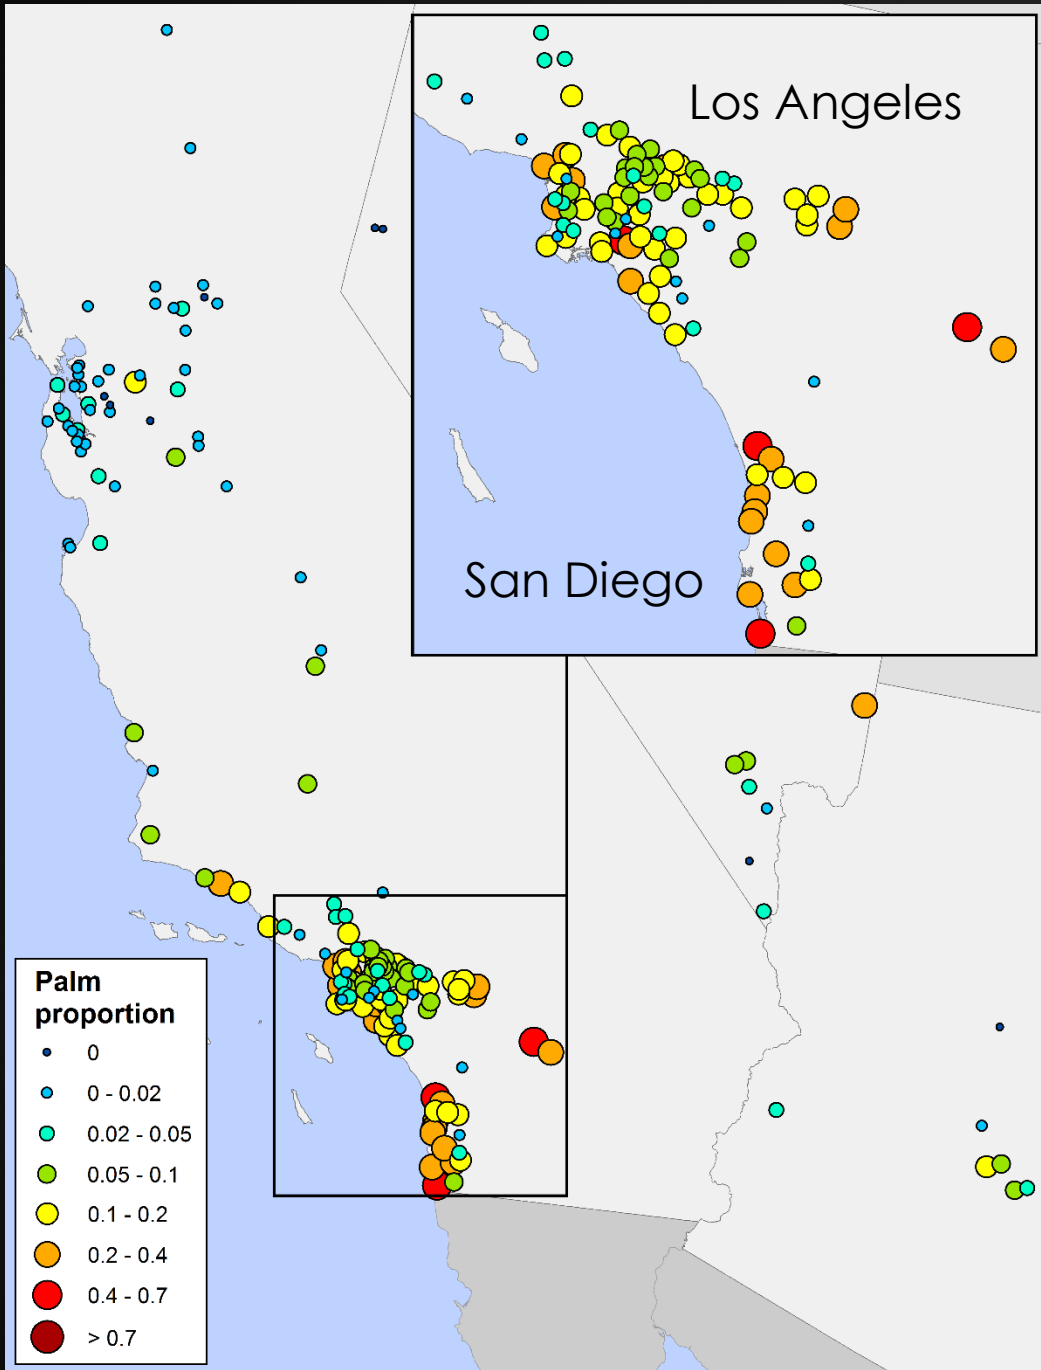 Los Angeles
San Diego
Palm
proportion
0
0 - 0.02
0.02 - 0.05
0.05 - 0.1
0.1 - 0.2
0.2 - 0.4
0.4 - 0.7
> 0.7